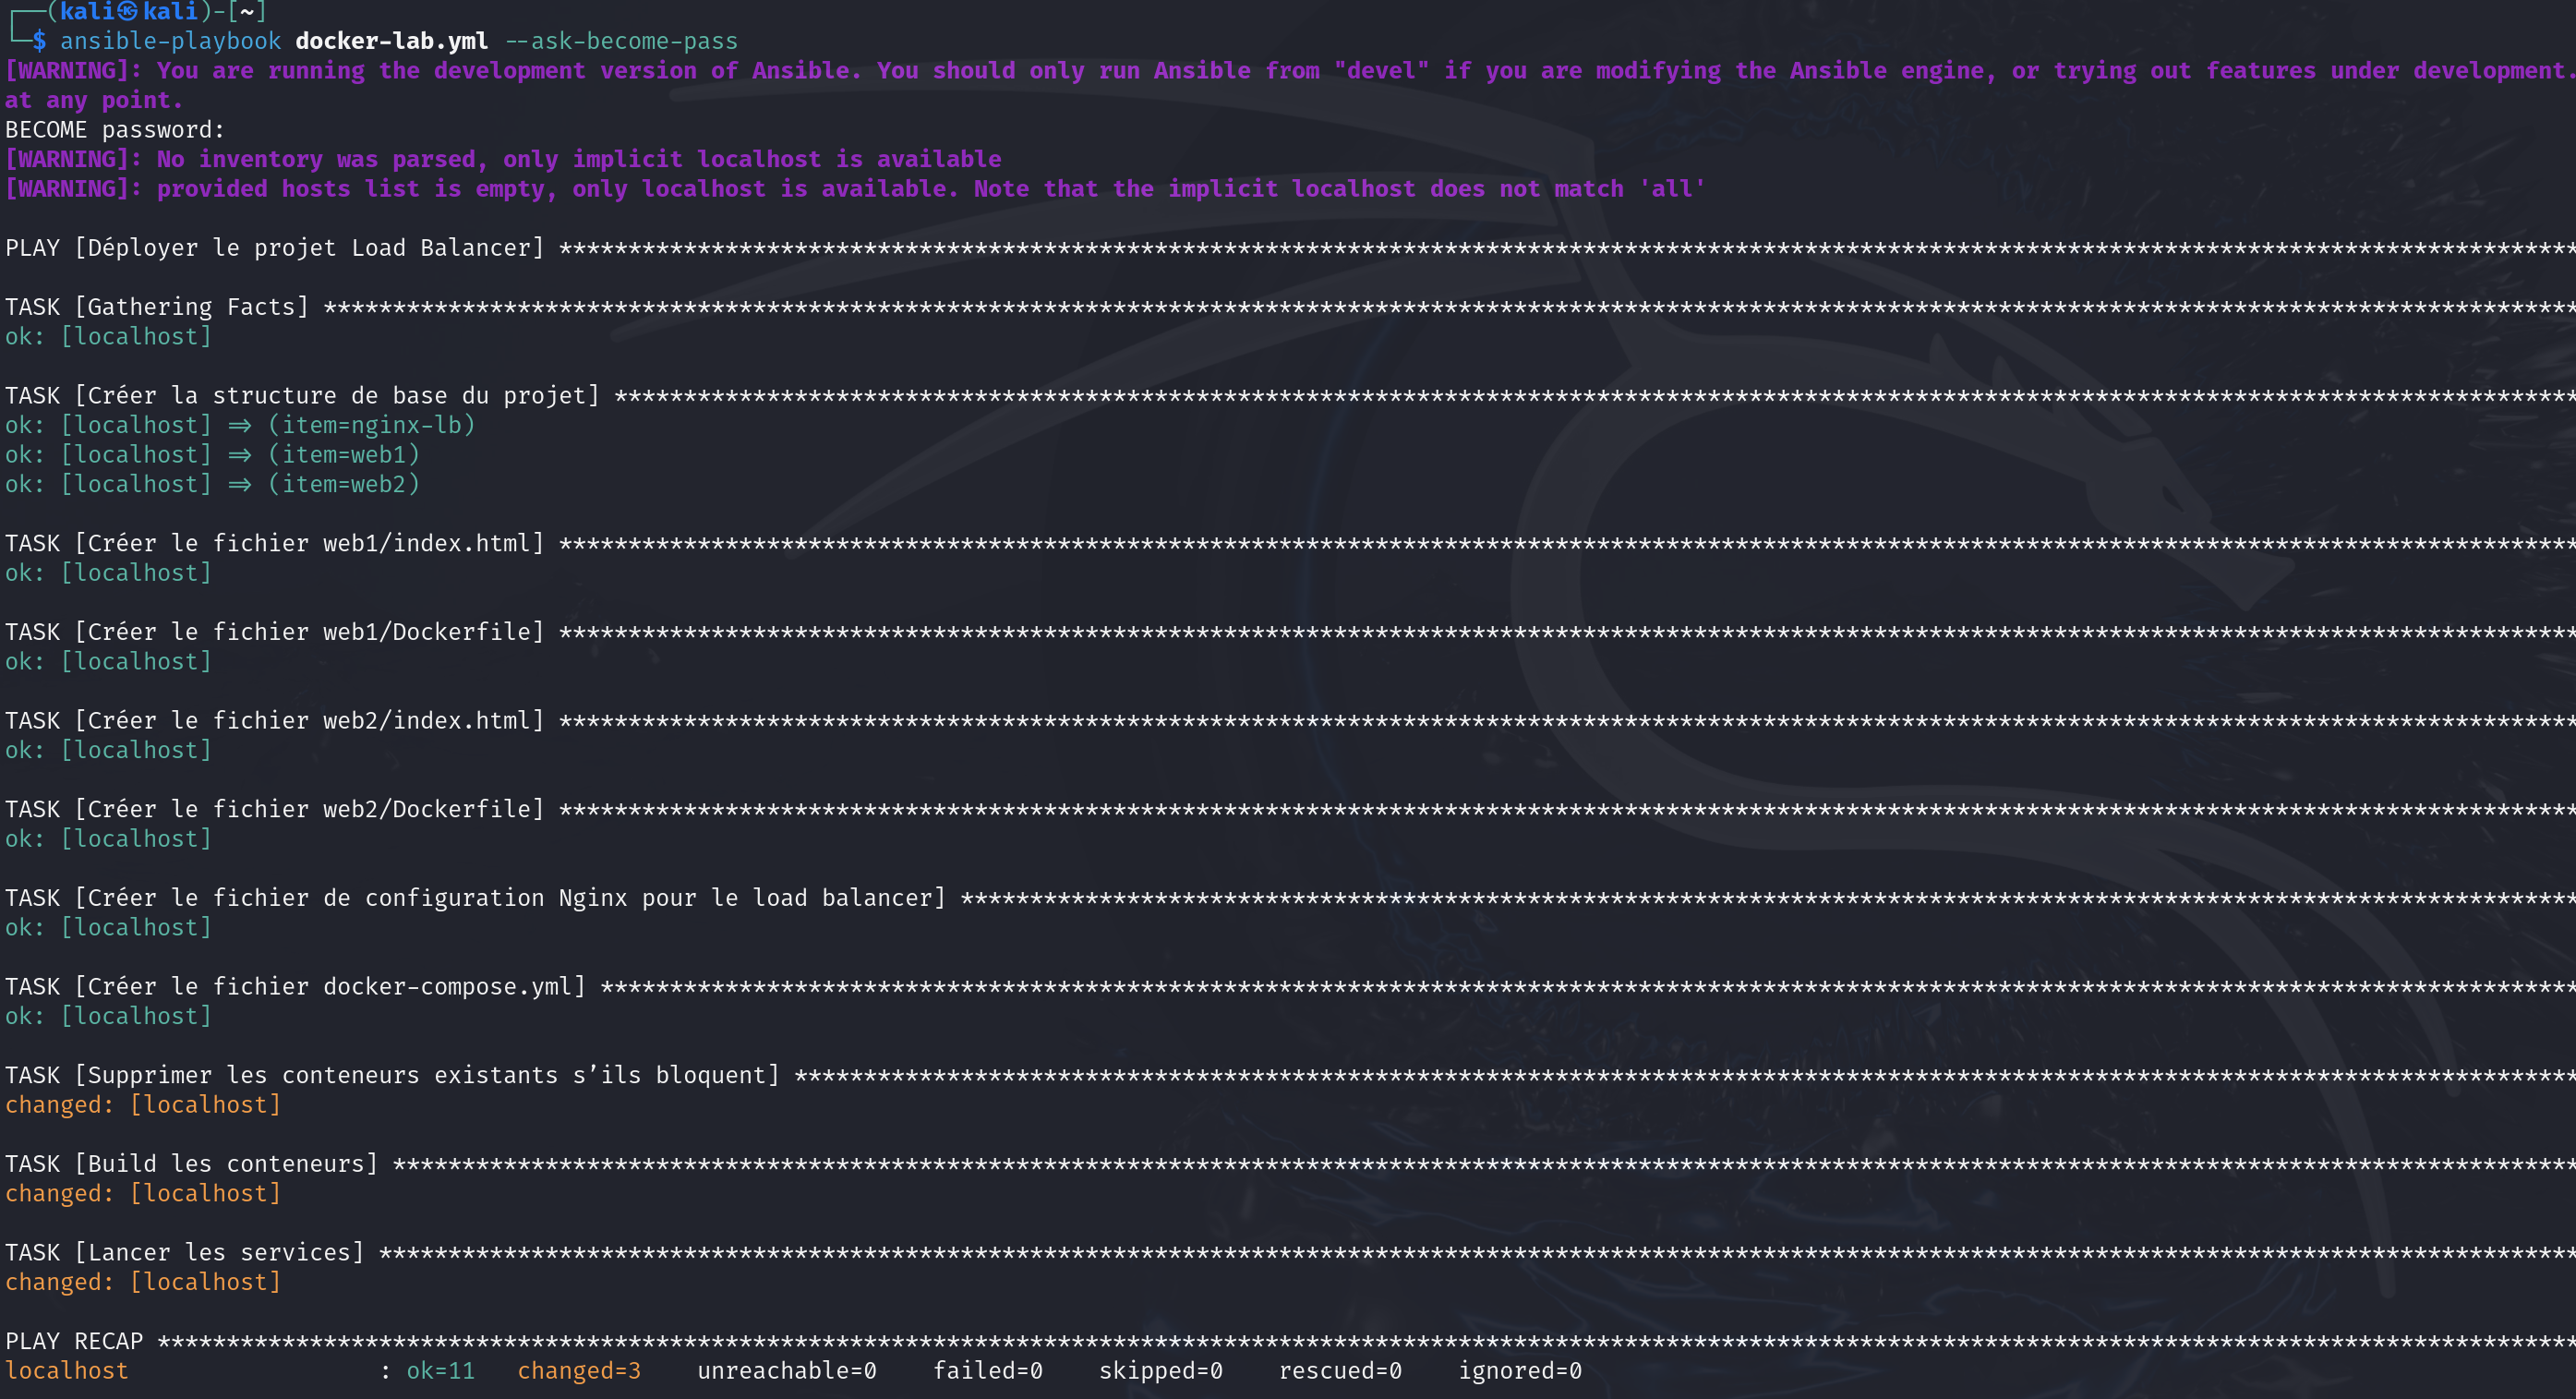 ┌──(kali㉿kali)-[~]
└─$ ansible-playbook docker-lab.yml --ask-become-pass
[WARNING]: You are running the development version of Ansible. You should only run Ansible from "devel" if you are modifying the Ansible engine, or trying out features under development.
at any point.
BECOME password:
[WARNING]: No inventory was parsed, only implicit localhost is available
[WARNING]: provided hosts list is empty, only localhost is available. Note that the implicit localhost does not match 'all'
PLAY [Déployer le projet Load Balancer] **************************************************
TASK [Gathering Facts] **************************************************
ok: [localhost]
TASK [Créer la structure de base du projet] **************************************************
ok: [localhost] => (item=nginx-lb)
ok: [localhost] => (item=web1)
ok: [localhost] => (item=web2)
TASK [Créer le fichier web1/index.html] **************************************************
ok: [localhost]
TASK [Créer le fichier web1/Dockerfile] **************************************************
ok: [localhost]
TASK [Créer le fichier web2/index.html] **************************************************
ok: [localhost]
TASK [Créer le fichier web2/Dockerfile] **************************************************
ok: [localhost]
TASK [Créer le fichier de configuration Nginx pour le load balancer] **************************************************
ok: [localhost]
TASK [Créer le fichier docker-compose.yml] **************************************************
ok: [localhost]
TASK [Supprimer les conteneurs existants s’ils bloquent] **************************************************
changed: [localhost]
TASK [Build les conteneurs] **************************************************
changed: [localhost]
TASK [Lancer les services] **************************************************
changed: [localhost]
PLAY RECAP **************************************************
localhost : ok=11 changed=3 unreachable=0 failed=0 skipped=0 rescued=0 ignored=0